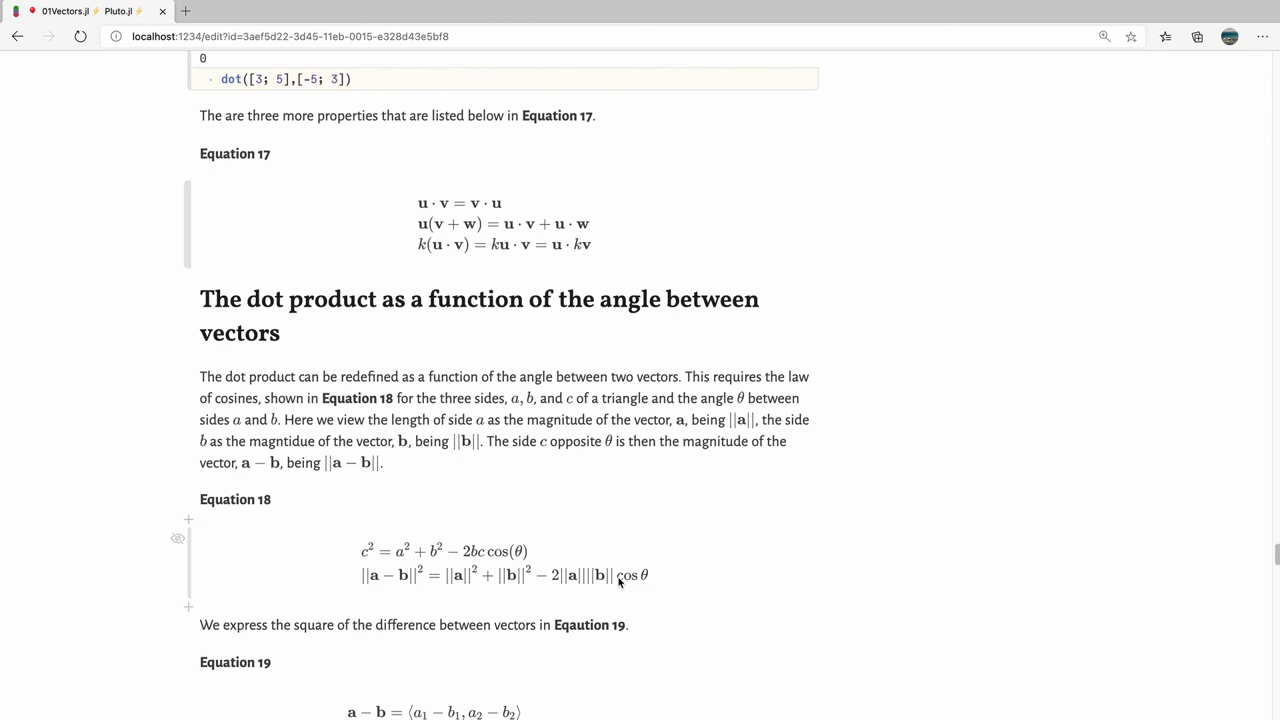 01Vectors.jl ⚡ Pluto.jl ⚡
localhost:1234/edit?id=3aef5d22-3d45-11eb-0015-e328d43e5bf8
0
dot([3; 5],[-5; 3])
The are three more properties that are listed below in Equation 17.
Equation 17
u · v = v · u
u(v + w) = u · v + u · w
k(u · v) = ku · v = u · kv
The dot product as a function of the angle between
vectors
The dot product can be redefined as a function of the angle between two vectors. This requires the law
of cosines, shown in Equation 18 for the three sides, a, b, and c of a triangle and the angle θ between
sides a and b. Here we view the length of side a as the magnitude of the vector, a, being ||a||, the side
b as the magntidue of the vector, b, being ||b||. The side c opposite θ is then the magnitude of the
vector, a − b, being ||a − b||.
Equation 18
c² = a² + b² − 2bc cos(θ)
||a − b||² = ||a||² + ||b||² − 2||a||||b|| cos θ
We express the square of the difference between vectors in Eqaution 19.
Equation 19
a − b = ⟨a₁ − b₁, a₂ − b₂⟩